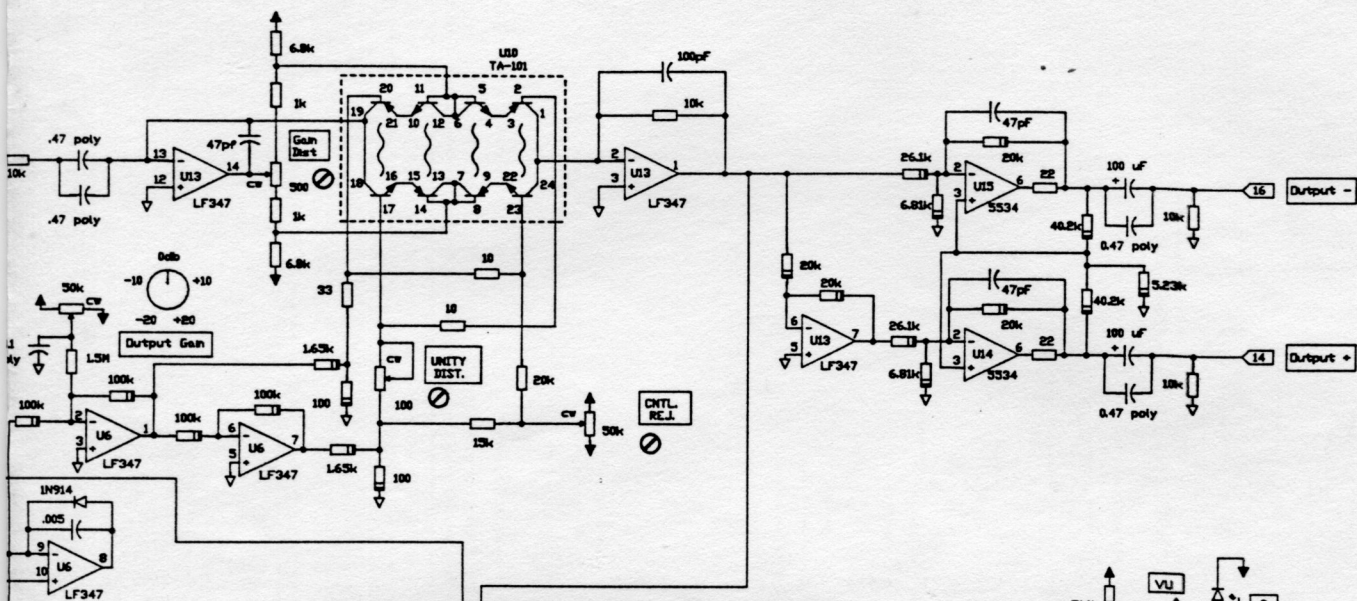 6.8k
U10
TA-101
100pF
20
11
5
2
1k
10k
19
21
10
12
6
4
3
1
.47 poly
47pf
Gain
Dist
13
14
2
1
U13
12
CW
500
LF347
10k
18
16
15
13
7
9
22
24
3
U13
LF347
17
14
8
23
.47 poly
1k
6.8k
47pF
20k
26.1k
2
U15
3
6
5534
22
100 uF
+
6.81k
40.2k
0.47 poly
10k
16
Output -
0db
-10
+10
-20
+20
Output Gain
50k
CW
1.5M
10
33
10
20k
20k
6
U13
7
5
LF347
47pF
20k
26.1k
2
U14
3
6
5534
22
5.23k
40.2k
100 uF
+
6.81k
0.47 poly
10k
14
Output +
1.65k
CW
UNITY
DIST.
100
100
20k
CNTL.
REJ.
CW
50k
15k
100k
100k
2
U6
1
3
LF347
100k
100k
6
U6
7
5
LF347
1.65k
100
1N914
.005
9
U6
8
10
LF347
VU